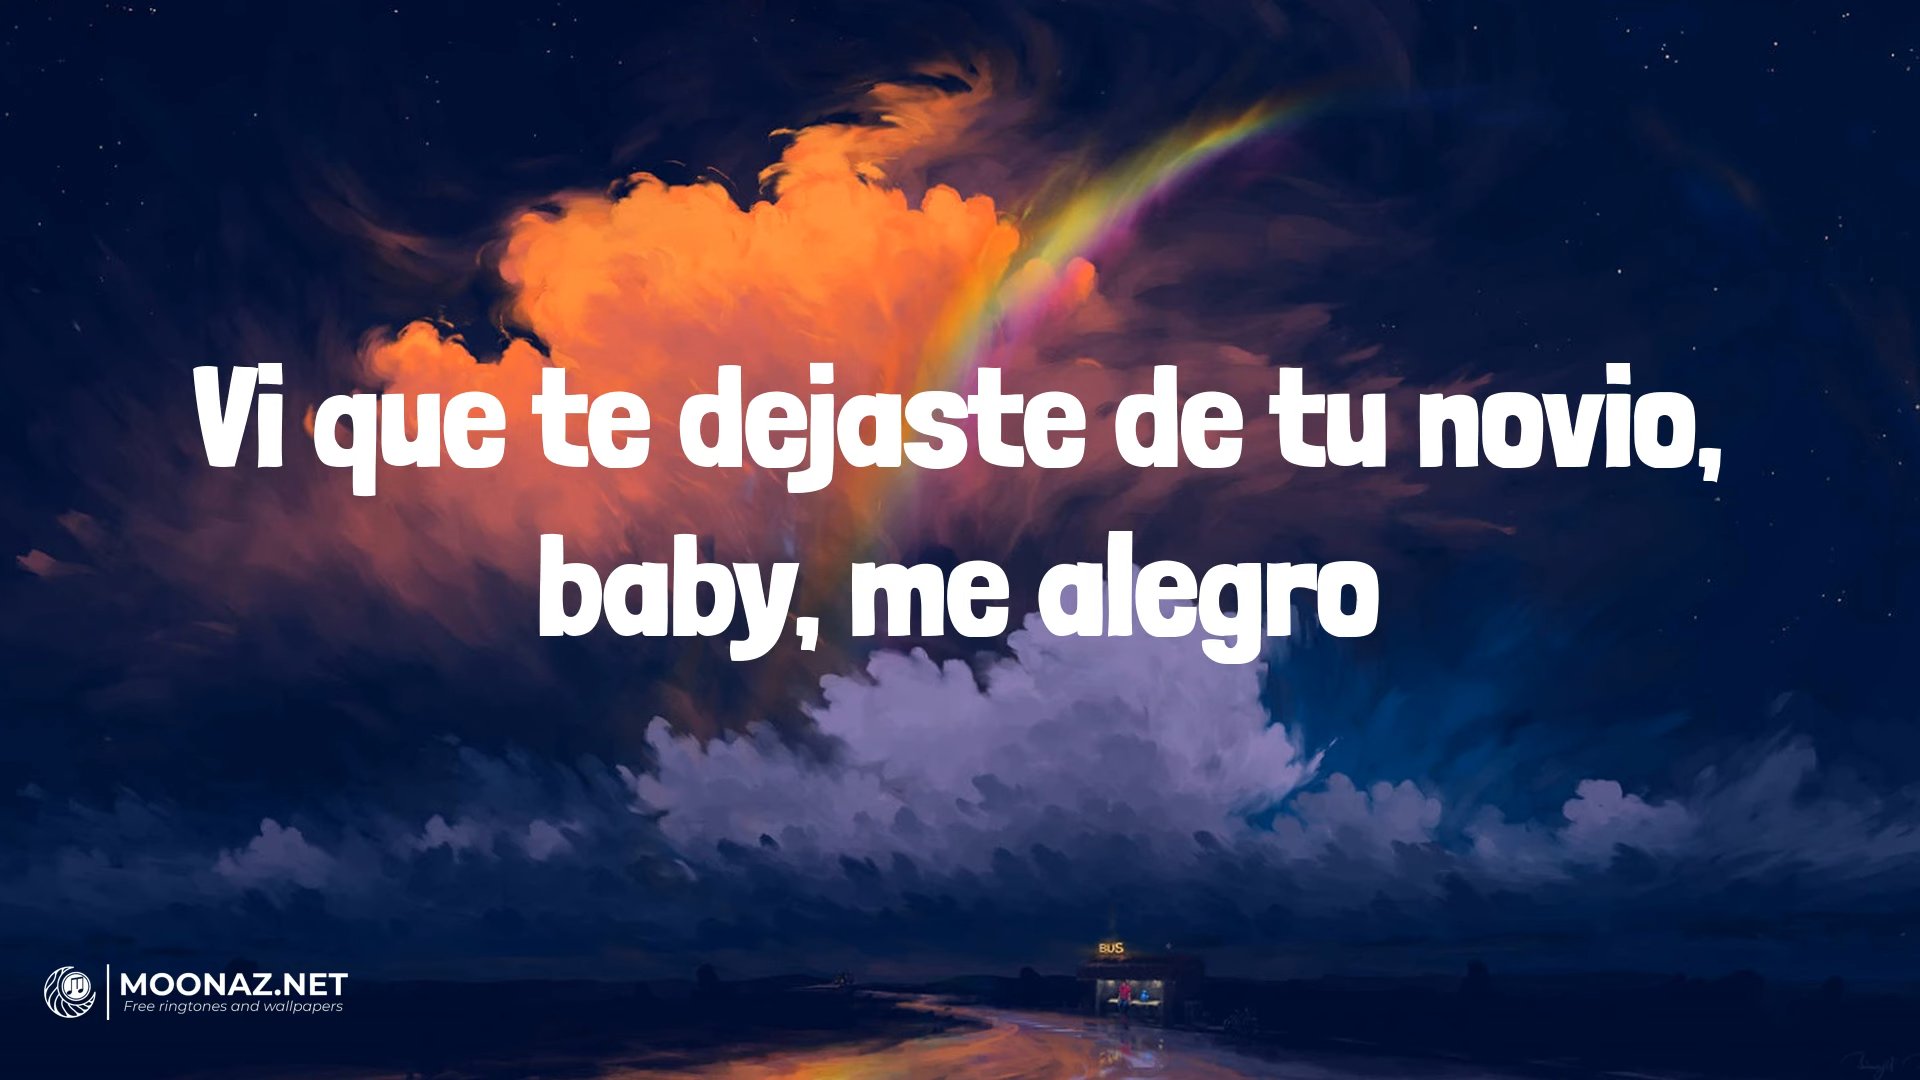 Vi que te dejaste de tu novio,
baby, me alegro
BUS
MOONAZ.NET
Free ringtones and wallpapers